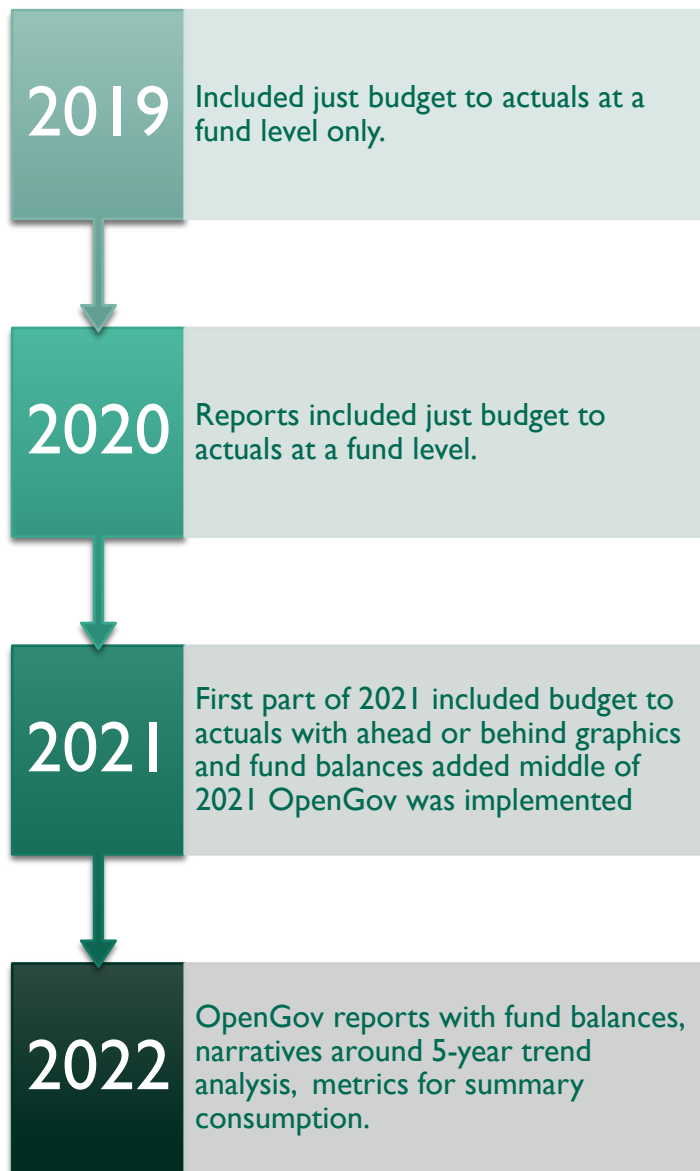 2019
Included just budget to actuals at a
fund level only.
2020
Reports included just budget to
actuals at a fund level.
2021
First part of 2021 included budget to
actuals with ahead or behind graphics
and fund balances added middle of
2021 OpenGov was implemented
2022
OpenGov reports with fund balances,
narratives around 5-year trend
analysis,  metrics for summary
consumption.